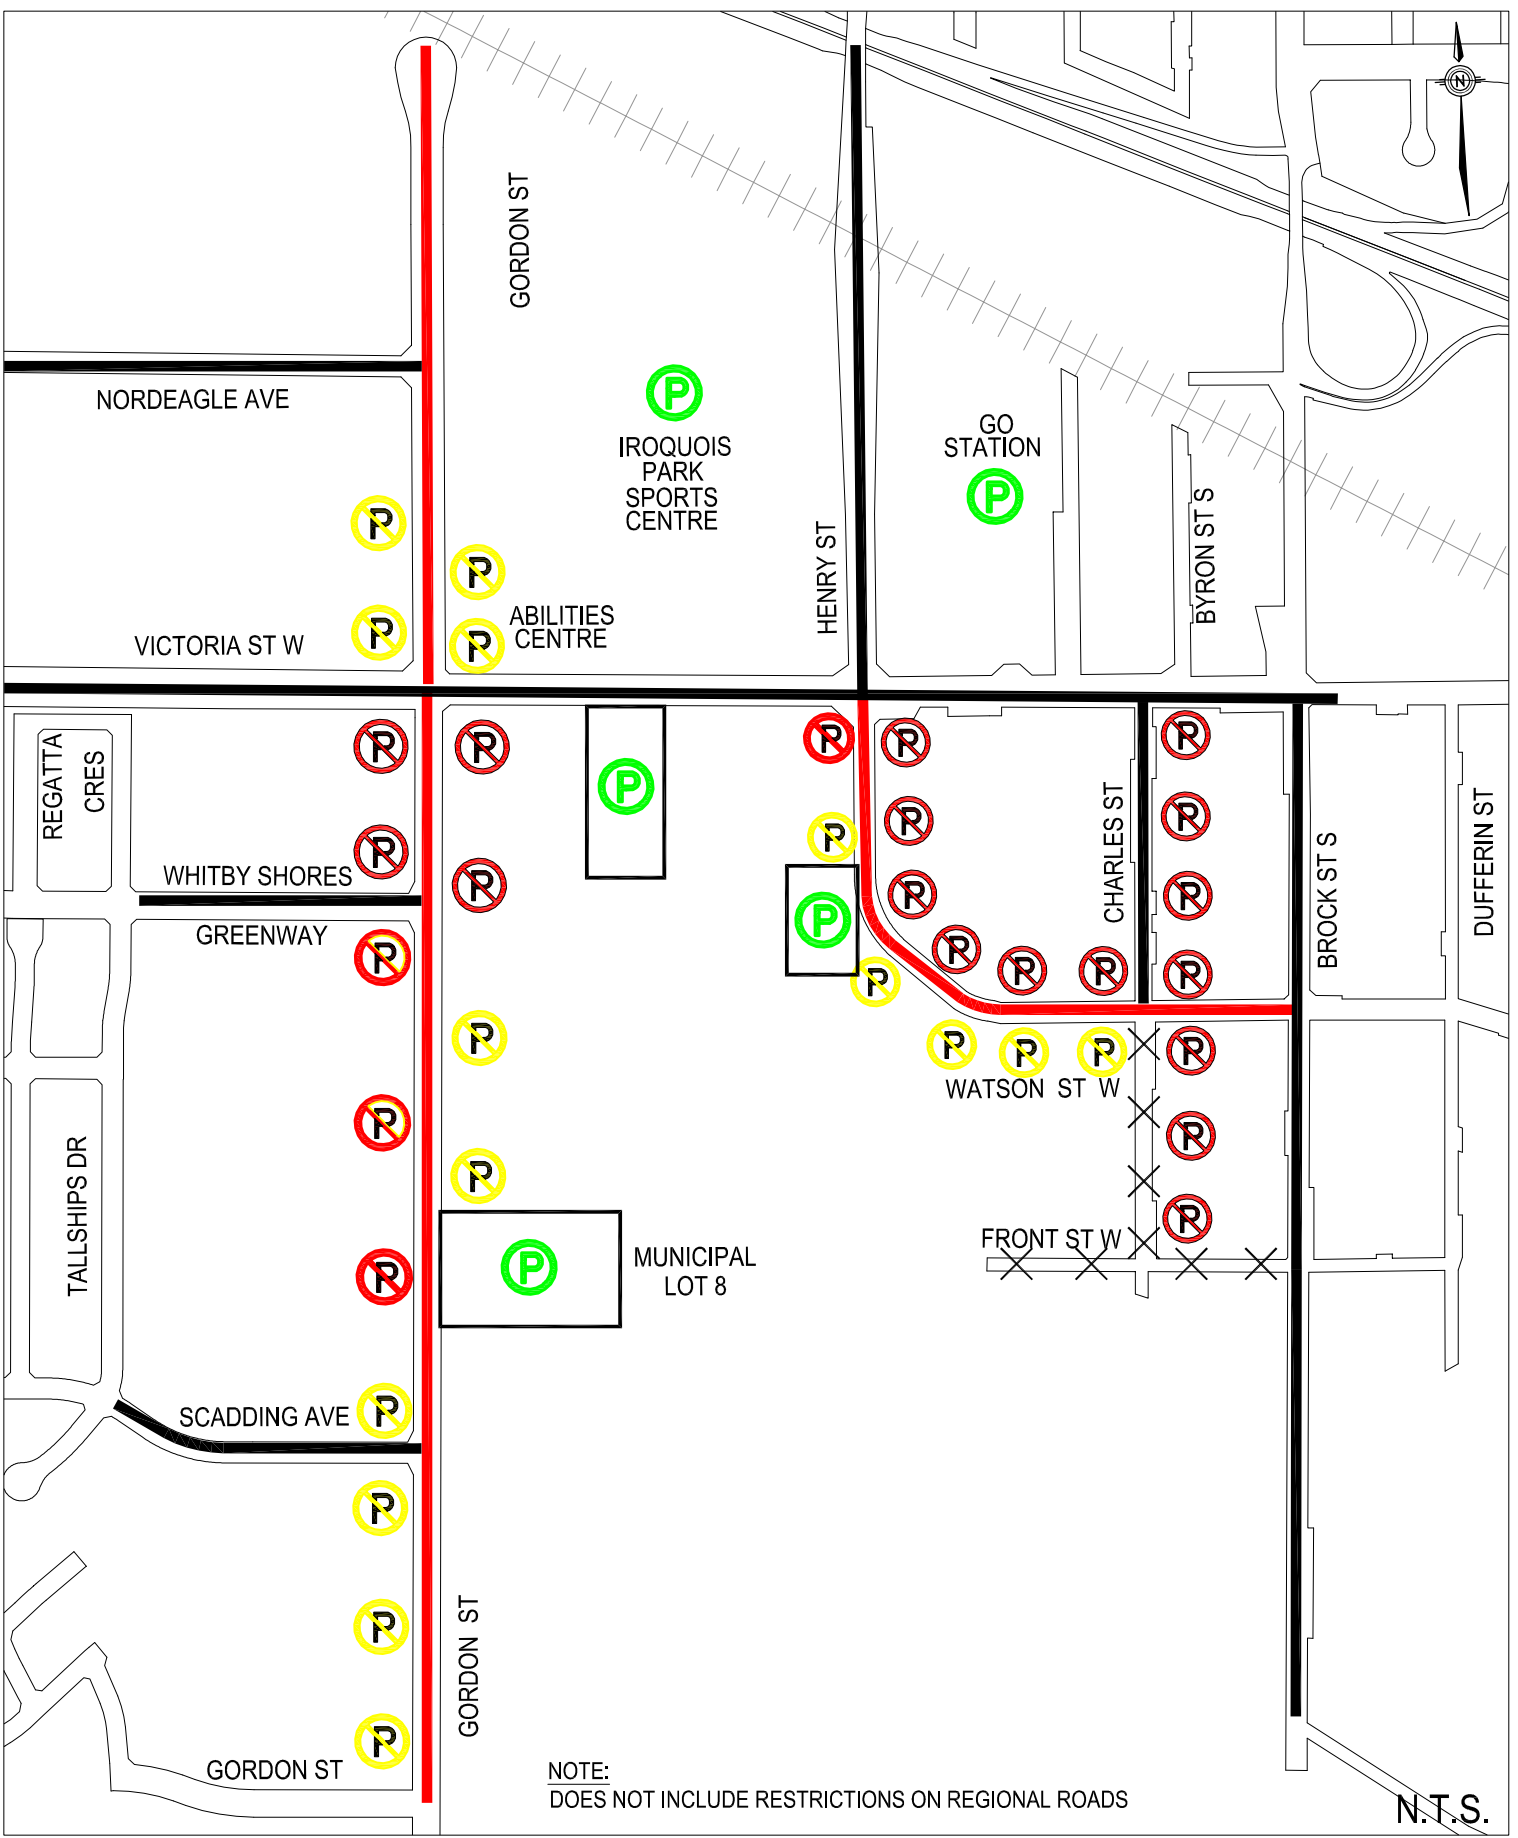 N
GORDON ST
NORDEAGLE AVE
P
IROQUOIS
PARK
SPORTS
CENTRE
GO
STATION
P
HENRY ST
BYRON ST S
P
P
ABILITIES
CENTRE
P
P
VICTORIA ST W
REGATTA
CRES
P
P
P
P
P
P
P
P
P
P
P
CHARLES ST
BROCK ST S
DUFFERIN ST
P
P
WHITBY SHORES
GREENWAY
P
P
P
P
P
P
P
P
P
P
P
P
P
P
WATSON ST W
P
P
TALLSHIPS DR
P
P
FRONT ST W
P
P
MUNICIPAL
LOT 8
P
SCADDING AVE
P
P
P
GORDON ST
P
GORDON ST
NOTE:
DOES NOT INCLUDE RESTRICTIONS ON REGIONAL ROADS
N.T.S.